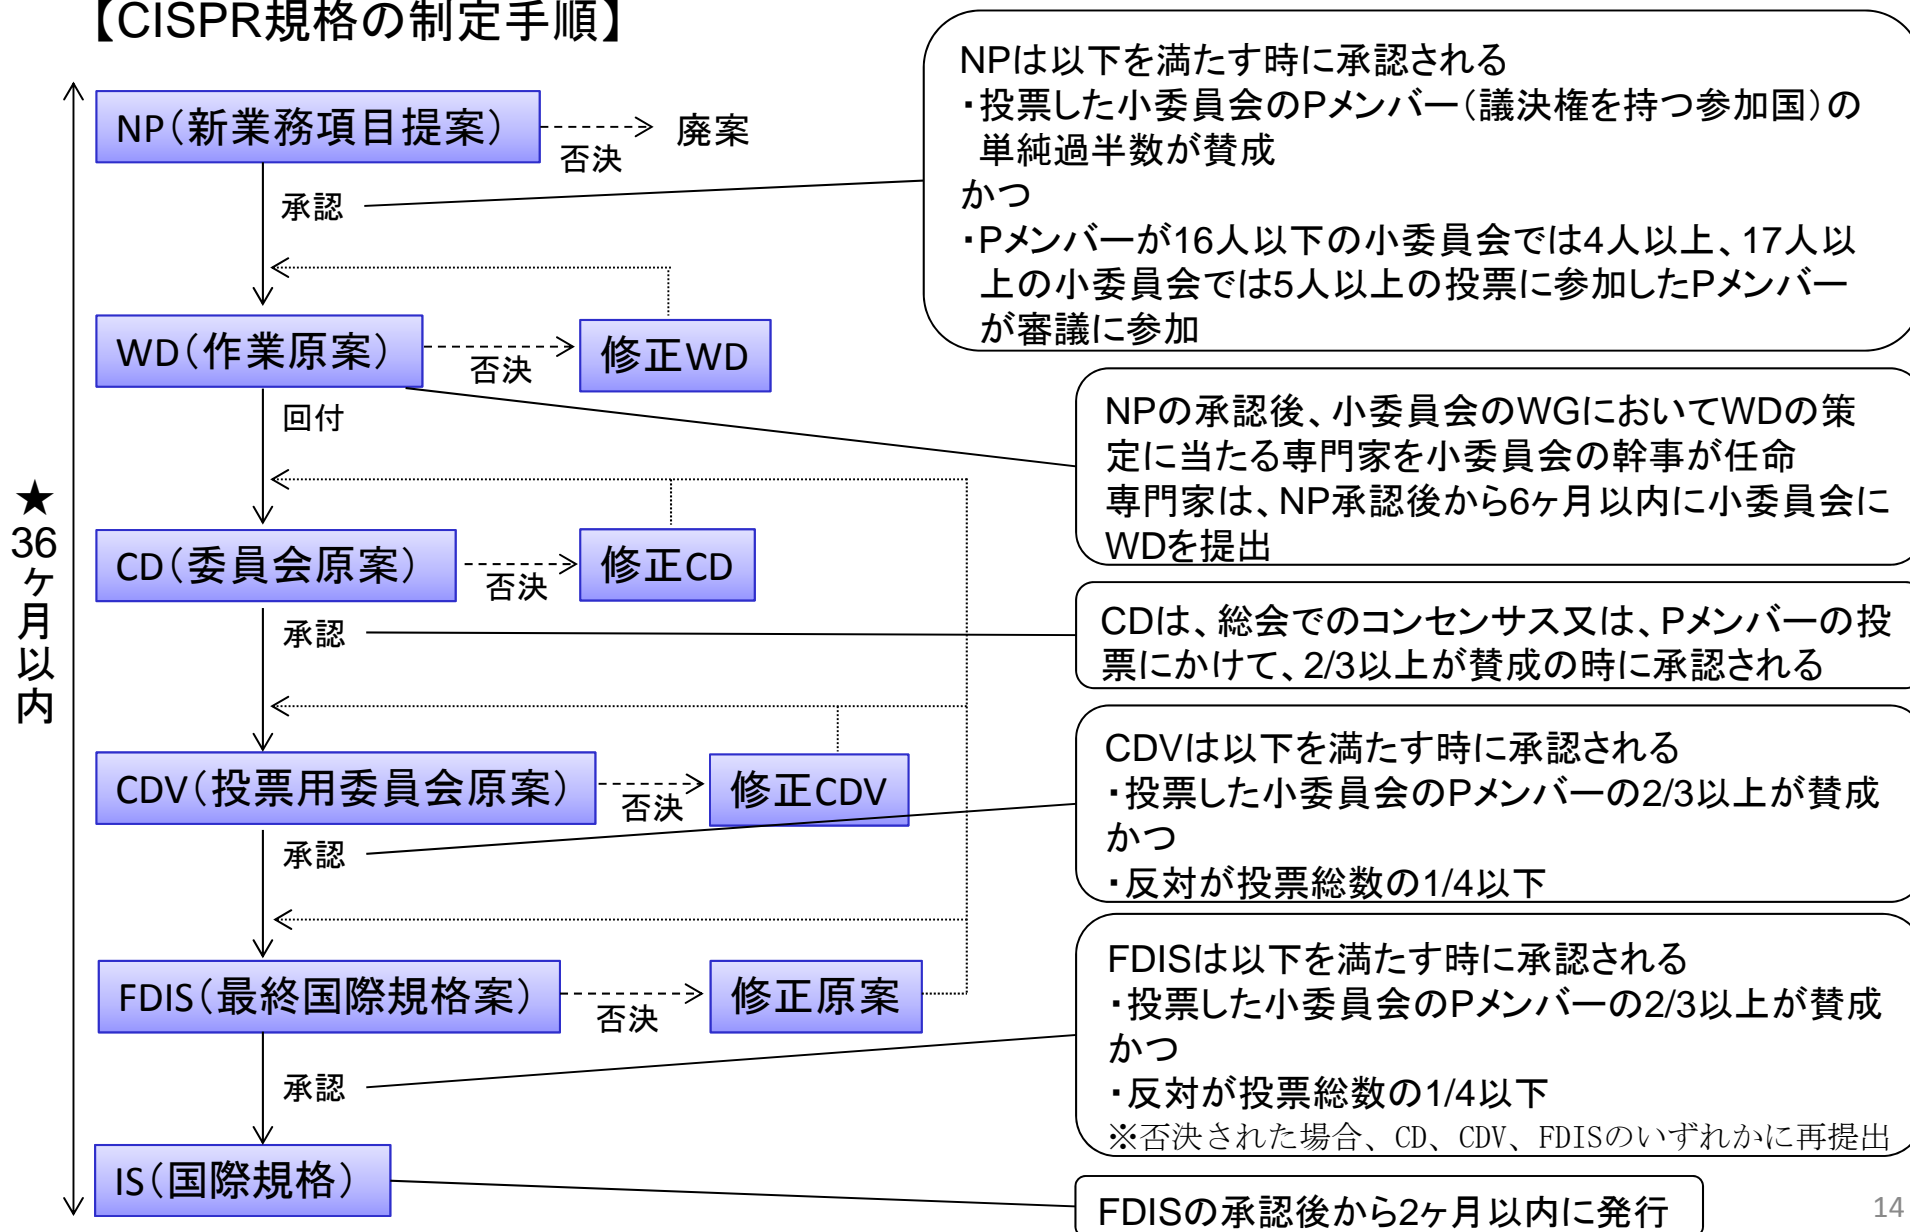 【CISPR規格の制定手順】
NP(新業務項目提案)
否決
廃案
承認
WD(作業原案)
否決
修正WD
回付
CD(委員会原案)
否決
修正CD
承認
CDV(投票用委員会原案)
否決
修正CDV
承認
FDIS(最終国際規格案)
否決
修正原案
承認
IS(国際規格)
★
36
ヶ月以内
NPは以下を満たす時に承認される
・投票した小委員会のPメンバー(議決権を持つ参加国)の
単純過半数が賛成
かつ
・Pメンバーが16人以下の小委員会では4人以上、17人以
上の小委員会では5人以上の投票に参加したPメンバー
が審議に参加
NPの承認後、小委員会のWGにおいてWDの策
定に当たる専門家を小委員会の幹事が任命
専門家は、NP承認後から6ヶ月以内に小委員会に
WDを提出
CDは、総会でのコンセンサス又は、Pメンバーの投
票にかけて、2/3以上が賛成の時に承認される
CDVは以下を満たす時に承認される
・投票した小委員会のPメンバーの2/3以上が賛成
かつ
・反対が投票総数の1/4以下
FDISは以下を満たす時に承認される
・投票した小委員会のPメンバーの2/3以上が賛成
かつ
・反対が投票総数の1/4以下
※否決された場合、CD、CDV、FDISのいずれかに再提出
FDISの承認後から2ヶ月以内に発行
14